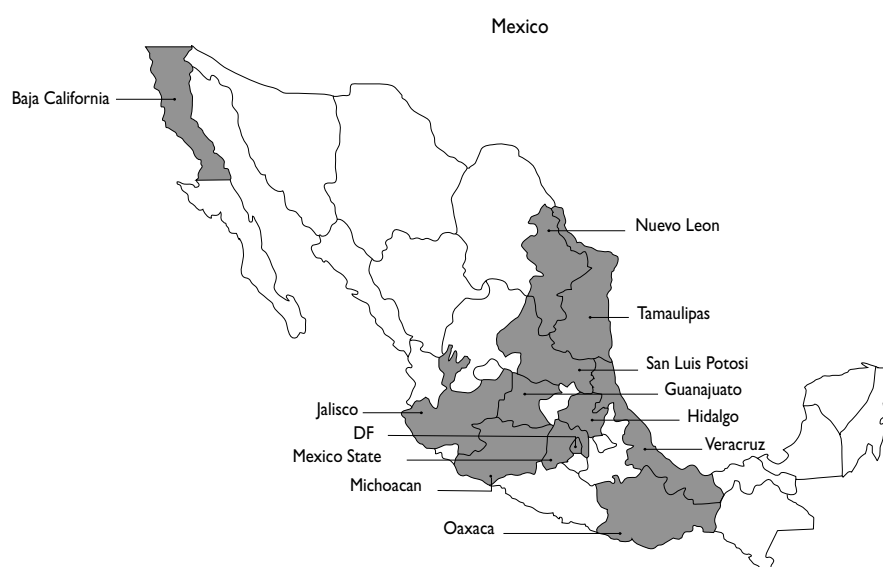 Mexico
Baja California
Nuevo Leon
Tamaulipas
San Luis Potosi
Guanajuato
Jalisco
Hidalgo
DF
Veracruz
Mexico State
Michoacan
Oaxaca